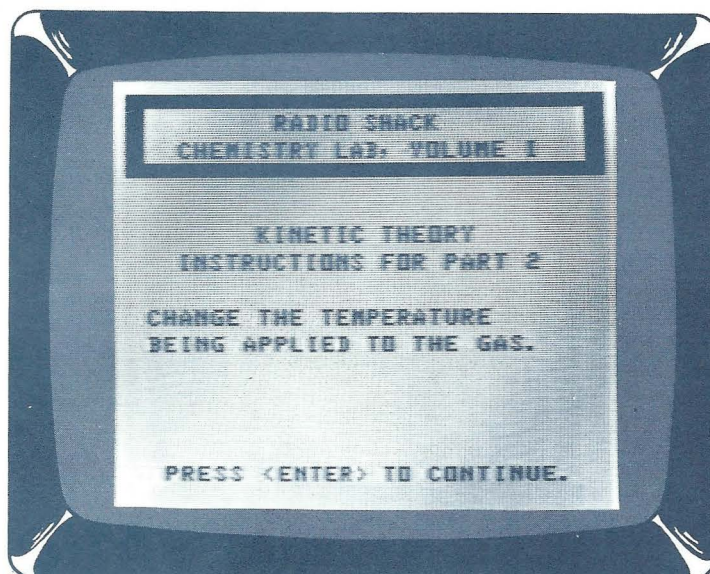 RADIO SHACK
CHEMISTRY LAB, VOLUME I
KINETIC THEORY
INSTRUCTIONS FOR PART 2
CHANGE THE TEMPERATURE
BEING APPLIED TO THE GAS.
PRESS <ENTER> TO CONTINUE.